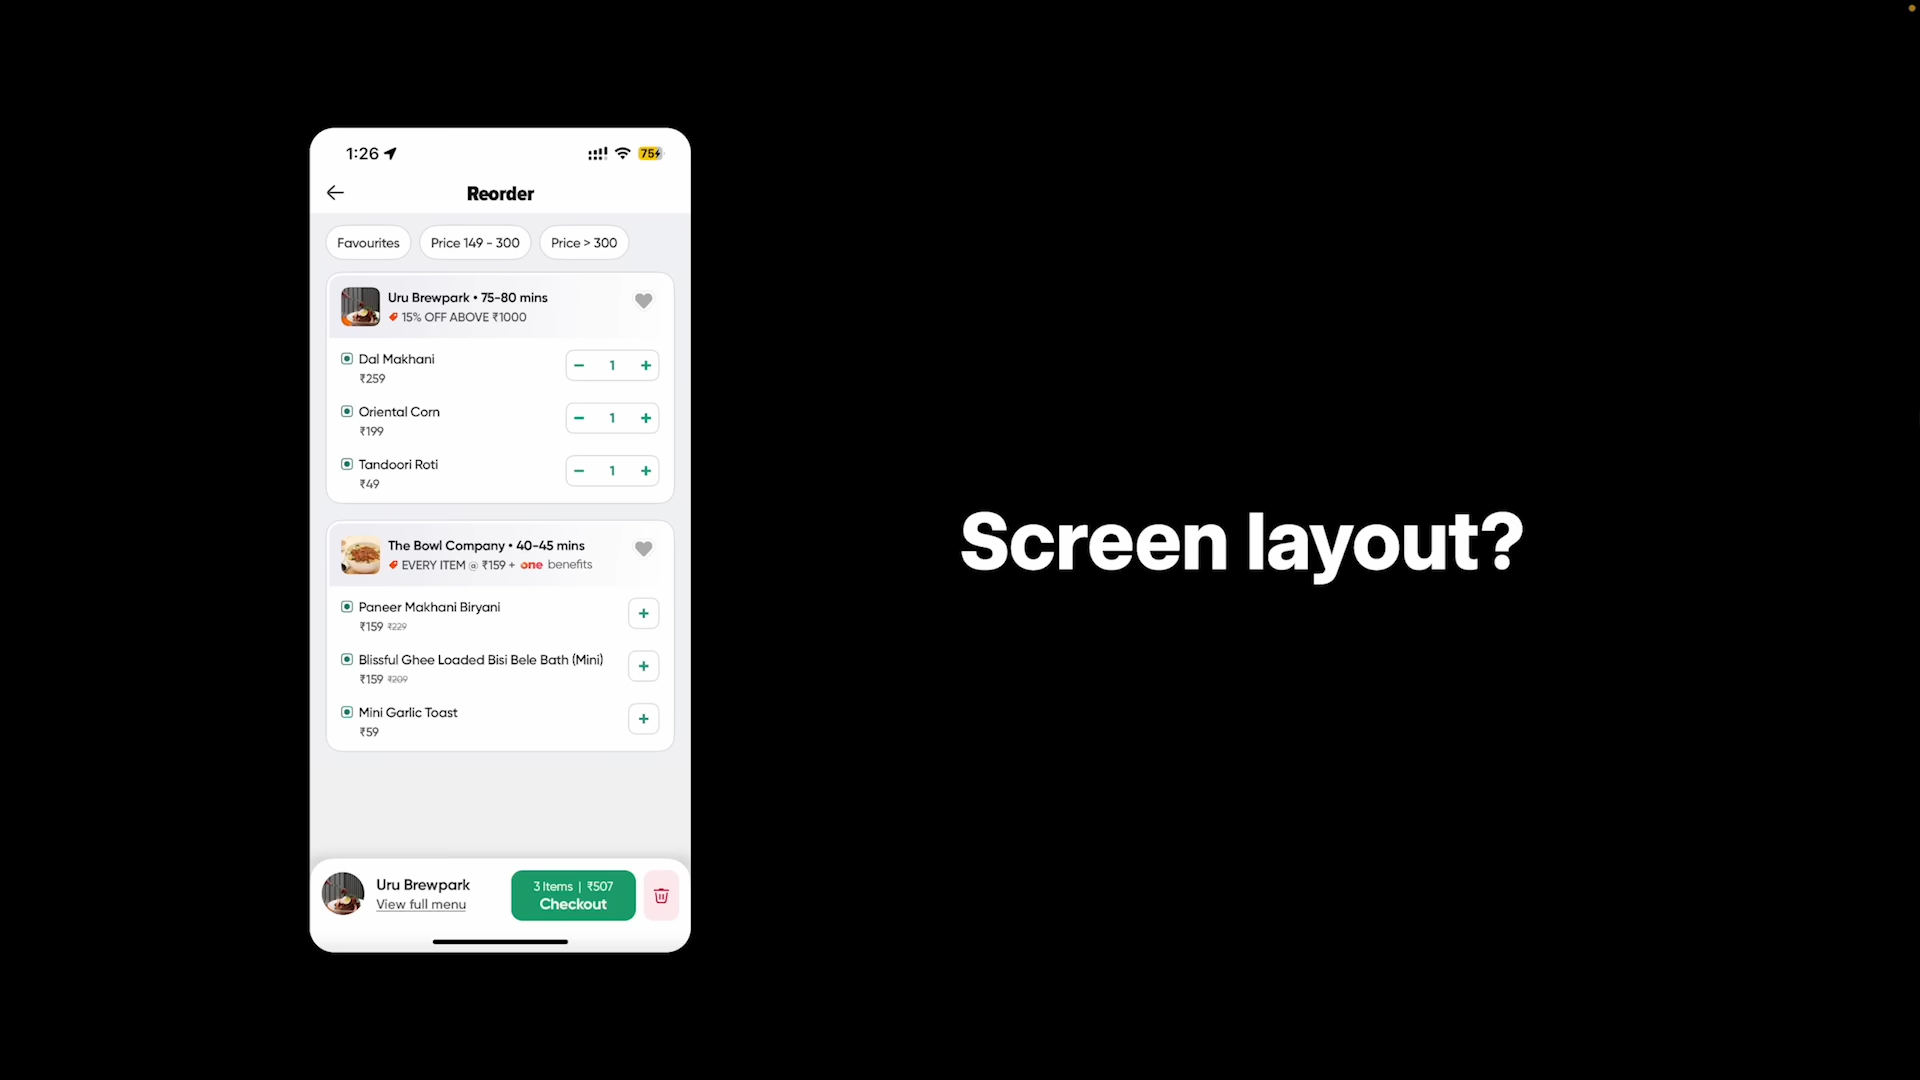 1:26
75
Reorder
Favourites
Price 149 - 300
Price > 300
Uru Brewpark • 75-80 mins
15% OFF ABOVE ₹1000
Dal Makhani
₹259
− 1 +
Oriental Corn
₹199
− 1 +
Tandoori Roti
₹49
− 1 +
The Bowl Company • 40-45 mins
EVERY ITEM @ ₹159 + one benefits
Paneer Makhani Biryani
₹159 ₹229
+
Blissful Ghee Loaded Bisi Bele Bath (Mini)
₹159 ₹209
+
Mini Garlic Toast
₹59
+
Uru Brewpark
View full menu
3 Items | ₹507
Checkout
Screen layout?